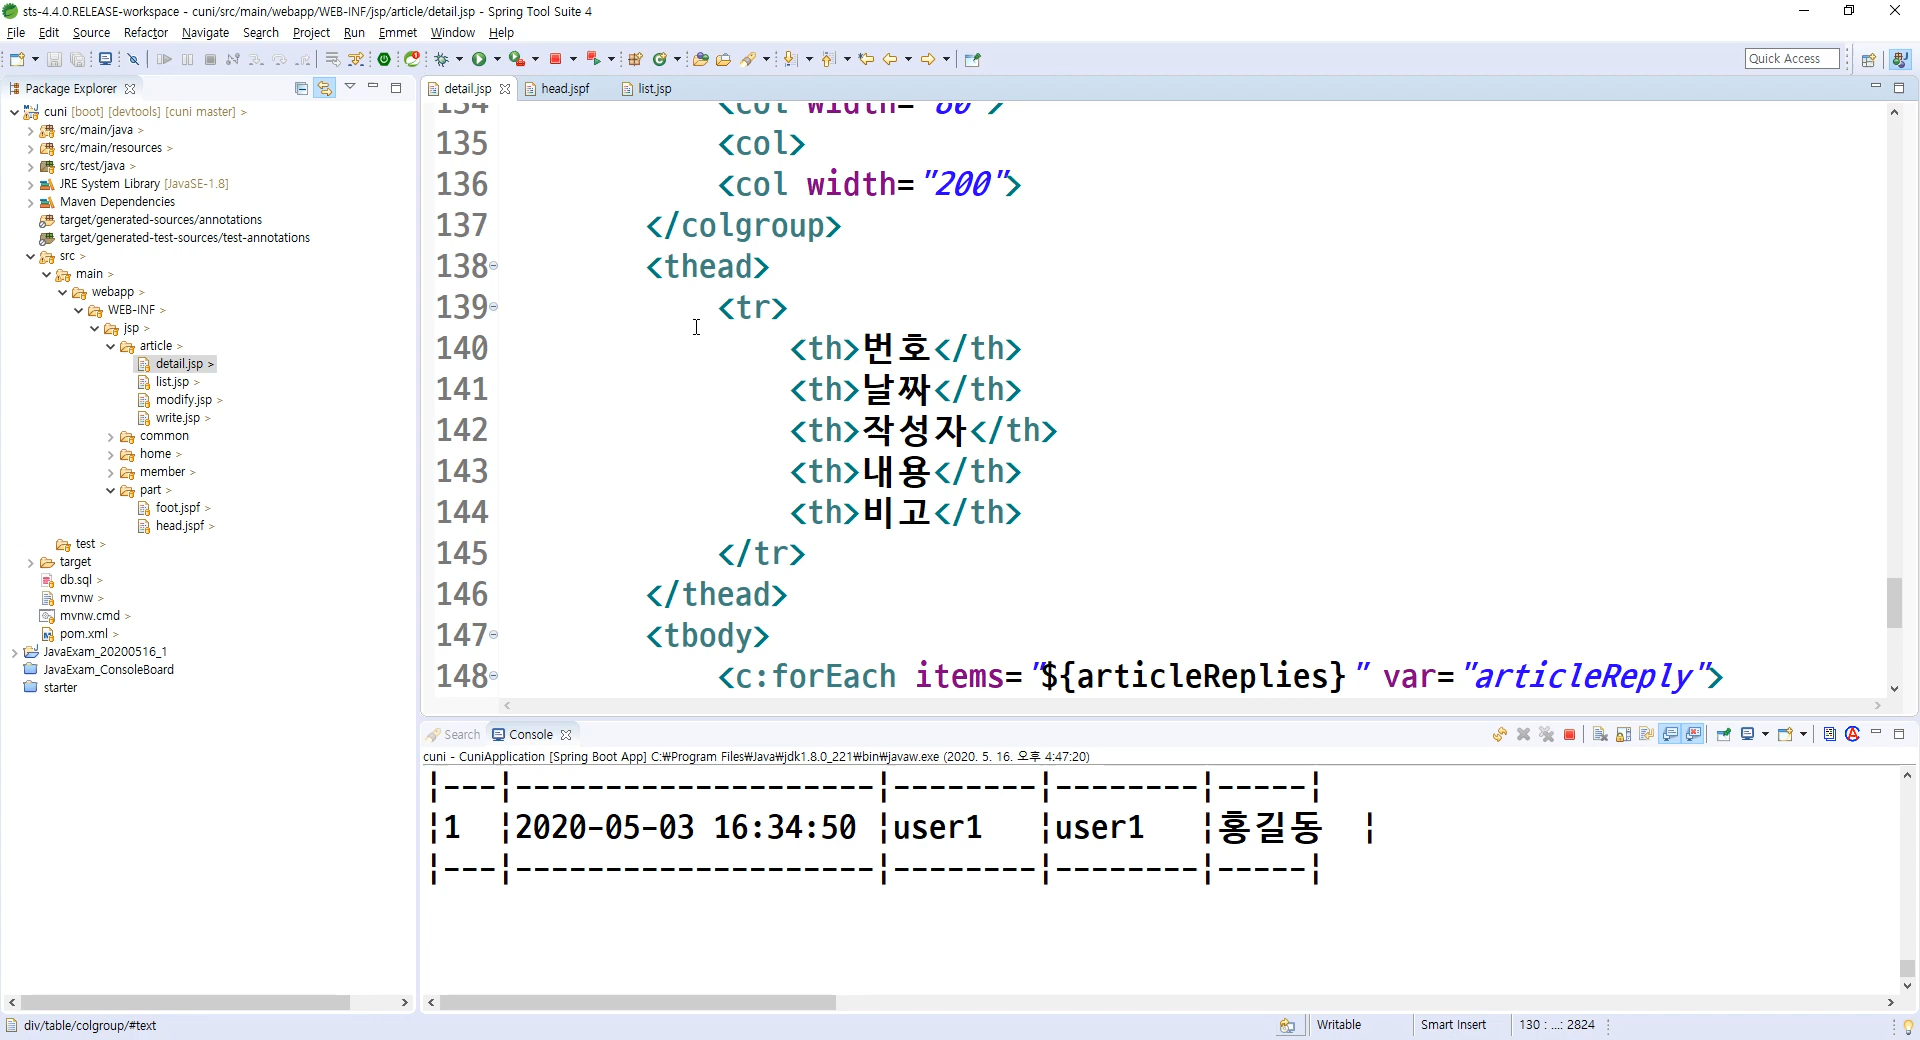 sts-4.4.0.RELEASE-workspace - cuni/src/main/webapp/WEB-INF/jsp/article/detail.jsp - Spring Tool Suite 4
File Edit Source Refactor Navigate Search Project Run Emmet Window Help
Quick Access
Package Explorer
cuni [boot] [devtools] [cuni master] >
src/main/java >
src/main/resources >
src/test/java >
JRE System Library [JavaSE-1.8]
Maven Dependencies
target/generated-sources/annotations
target/generated-test-sources/test-annotations
src >
main >
webapp >
WEB-INF >
jsp >
article >
detail.jsp >
list.jsp >
modify.jsp >
write.jsp >
common
home >
member >
part >
foot.jspf >
head.jspf >
test >
target
db.sql >
mvnw >
mvnw.cmd >
pom.xml >
JavaExam_20200516_1
JavaExam_ConsoleBoard
starter
detail.jsp head.jspf list.jsp
134 <col width="80">
135 <col>
136 <col width="200">
137 </colgroup>
138 <thead>
139 <tr>
140 <th>번호</th>
141 <th>날짜</th>
142 <th>작성자</th>
143 <th>내용</th>
144 <th>비고</th>
145 </tr>
146 </thead>
147 <tbody>
148 <c:forEach items="${articleReplies}" var="articleReply">
Search Console
cuni - CuniApplication [Spring Boot App] C:₩Program Files₩Java₩jdk1.8.0_221₩bin₩javaw.exe (2020. 5. 16. 오후 4:47:20)
|---|--------------------|--------|--------|-----|
|1 |2020-05-03 16:34:50 |user1 |user1 |홍길동 |
|---|--------------------|--------|--------|-----|
div/table/colgroup/#text
Writable Smart Insert 130 : ...: 2824